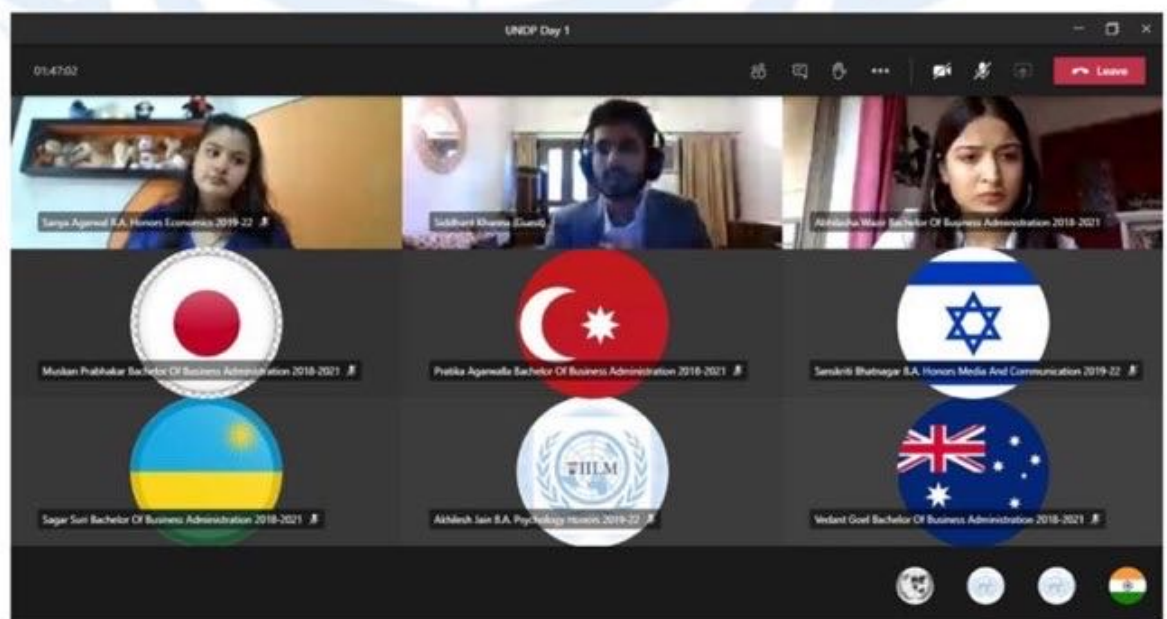 UNDP Day 1
01:47:02
Leave
Sanya Agarwal B.A. Honors Economics 2019-22
Siddhant Khanna (Guest)
Abhilasha Wazir Bachelor Of Business Administration 2018-2021
Muskan Prabhakar Bachelor Of Business Administration 2018-2021
Pratika Agarwalla Bachelor Of Business Administration 2018-2021
Sanskriti Bhatnagar B.A. Honors Media And Communication 2019-22
Sagar Suri Bachelor Of Business Administration 2018-2021
IILM
Akhilesh Jain B.A. Psychology Honors 2019-22
Vedant Goel Bachelor Of Business Administration 2018-2021